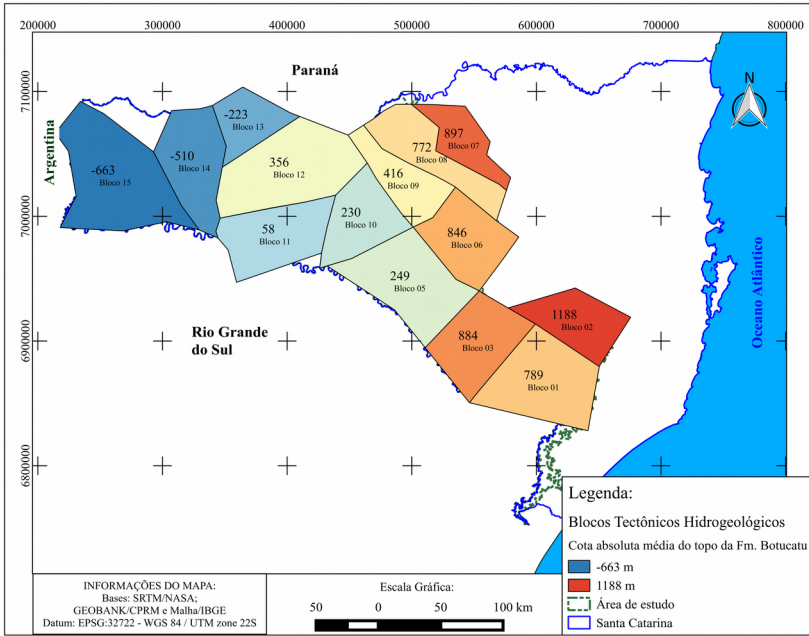 200000 300000 400000 500000 600000 700000 800000
Paraná
7100000
N
-223
Bloco 13
897
Bloco 07
772
Bloco 08
Argentina
-510
Bloco 14
356
Bloco 12
-663
Bloco 15
416
Bloco 09
7000000
230
Bloco 10
58
Bloco 11
846
Bloco 06
249
Bloco 05
Oceano Atlântico
1188
Bloco 02
Rio Grande
do Sul
6900000
884
Bloco 03
789
Bloco 01
6800000
Legenda:
Blocos Tectônicos Hidrogeológicos
Cota absoluta média do topo da Fm. Botucatu
-663 m
1188 m
Área de estudo
Santa Catarina
INFORMAÇÕES DO MAPA:
Bases: SRTM/NASA;
GEOBANK/CPRM e Malha/IBGE
Datum: EPSG:32722 - WGS 84 / UTM zone 22S
Escala Gráfica:
50 0 50 100 km